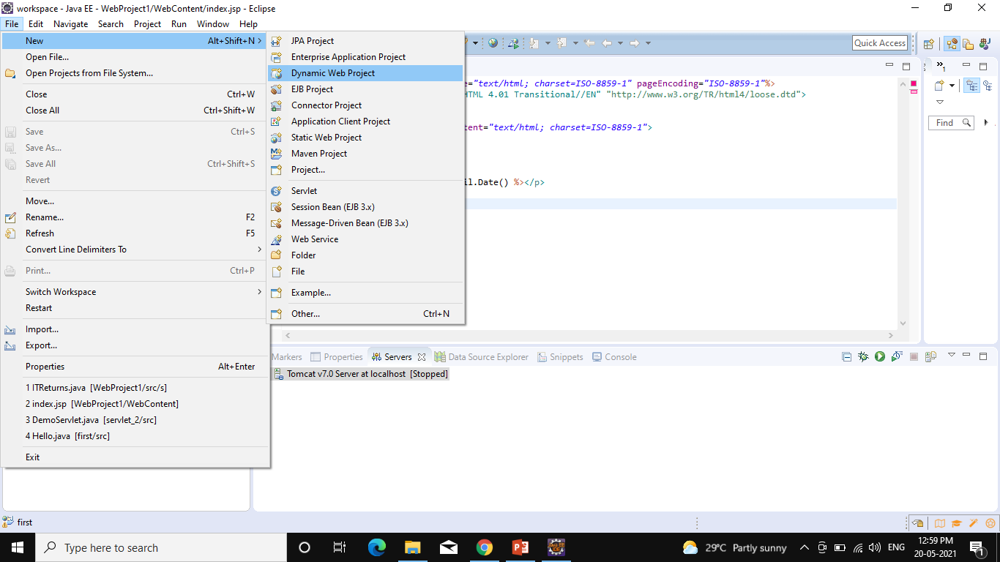 workspace - Java EE - WebProject1/WebContent/index.jsp - Eclipse
File Edit Navigate Search Project Run Window Help
New Alt+Shift+N
Open File...
Open Projects from File System...
Close Ctrl+W
Close All Ctrl+Shift+W
Save Ctrl+S
Save As...
Save All Ctrl+Shift+S
Revert
Move...
Rename... F2
Refresh F5
Convert Line Delimiters To
Print... Ctrl+P
Switch Workspace
Restart
Import...
Export...
Properties Alt+Enter
1 ITReturns.java [WebProject1/src/s]
2 index.jsp [WebProject1/WebContent]
3 DemoServlet.java [servlet_2/src]
4 Hello.java [first/src]
Exit
JPA Project
Enterprise Application Project
Dynamic Web Project
EJB Project
Connector Project
Application Client Project
Static Web Project
Maven Project
Project...
Servlet
Session Bean (EJB 3.x)
Message-Driven Bean (EJB 3.x)
Web Service
Folder
File
Example...
Other... Ctrl+N
Quick Access
1
e="text/html; charset=ISO-8859-1" pageEncoding="ISO-8859-1"%>
HTML 4.01 Transitional//EN" "http://www.w3.org/TR/html4/loose.dtd">
tent="text/html; charset=ISO-8859-1">
il.Date() %></p>
Find
Markers Properties Servers Data Source Explorer Snippets Console
Tomcat v7.0 Server at localhost [Stopped]
first
Type here to search
29°C Partly sunny
ENG
12:59 PM
20-05-2021
1